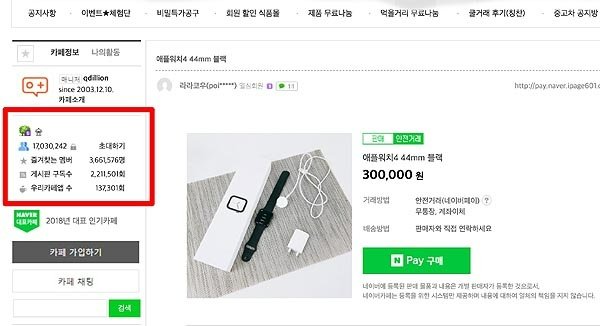 공지사항 이벤트★체험단 비밀특가공구 회원 할인 식품몰 제품 무료나눔 먹을거리 무료나눔 클거래 후기(칭찬) 중고차 공지방
카페정보 나의활동
매니저 qdillion
since 2003.12.10.
카페소개
숲
17,030,242 초대하기
즐겨찾는 멤버 3,661,576명
게시판 구독수 2,211,501회
우리카페앱 수 137,301회
NAVER 대표카페
2018년 대표 인기카페
카페 가입하기
카페 채팅
검색
애플워치4 44mm 블랙
라라코우(poi*****) 열심회원 11 http://pay.naver.ipage601.co
판매 안전거래
애플워치4 44mm 블랙
300,000 원
거래방법 안전거래(네이버페이) ?
무통장, 계좌이체
배송방법 판매자와 직접 연락하세요
N Pay 구매
네이버에 등록된 판매 물품과 내용은 개별 판매자가 등록한 것으로서,
네이버카페는 등록을 위한 시스템만 제공하며 내용에 대하여 일체의 책임을 지지 않습니다.